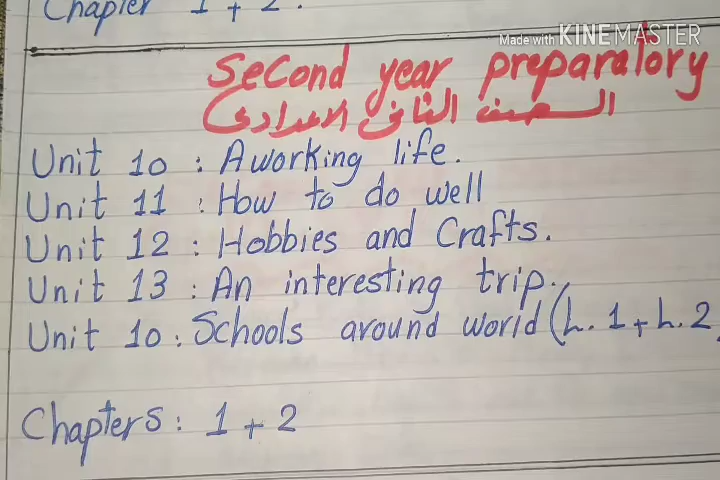 Chapter 1 + 2.
Made with KINEMASTER
Second year preparatory
الصف الثانى الاعدادى
Unit 10 : A working life.
Unit 11 : How to do well
Unit 12 : Hobbies and Crafts.
Unit 13 : An interesting trip.
Unit 10 : Schools around world (L. 1 + L. 2
Chapters : 1 + 2